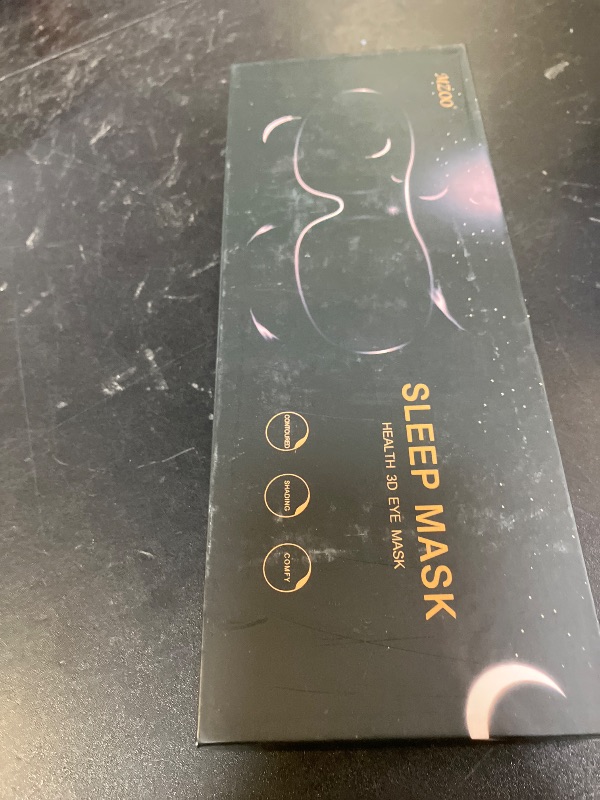 SLEEP MASK
HEALTH 3D EYE MASK
CONTOURED
SHADING
COMFY